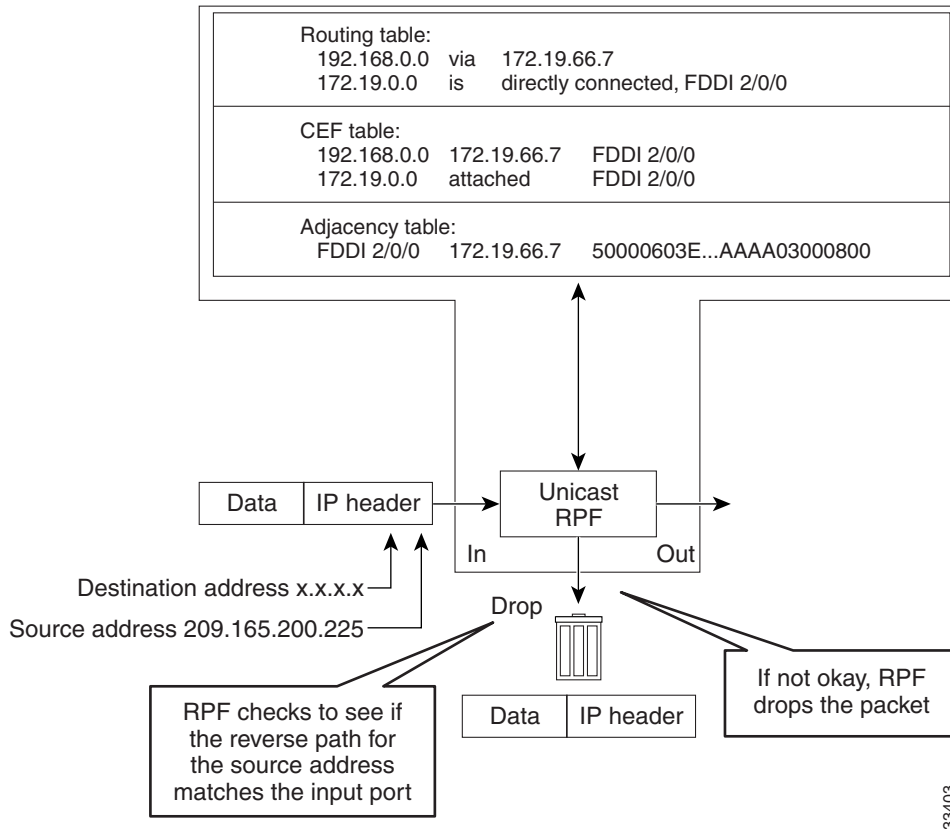 Routing table:
192.168.0.0 via 172.19.66.7
172.19.0.0 is directly connected, FDDI 2/0/0
CEF table:
192.168.0.0 172.19.66.7 FDDI 2/0/0
172.19.0.0 attached FDDI 2/0/0
Adjacency table:
FDDI 2/0/0 172.19.66.7 50000603E...AAAA03000800
Data IP header
Unicast
RPF
In Out
Destination address x.x.x.x
Source address 209.165.200.225
Drop
RPF checks to see if
the reverse path for
the source address
matches the input port
Data IP header
If not okay, RPF
drops the packet
33403